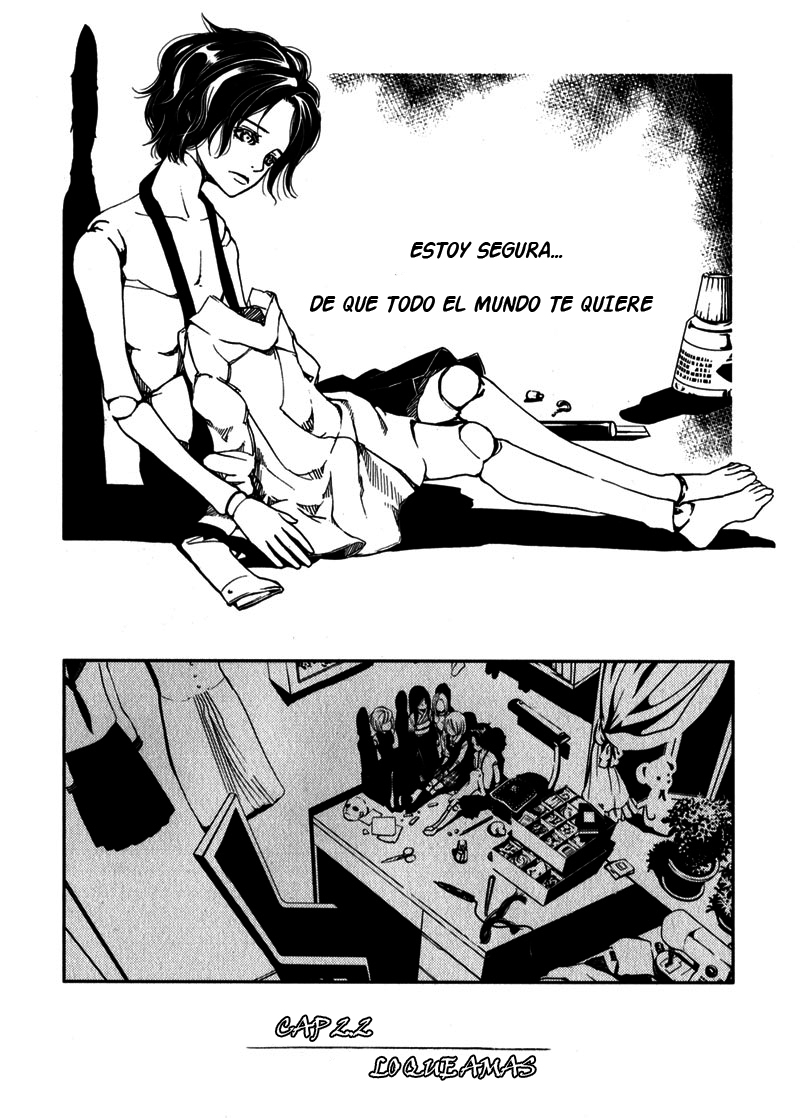 ESTOY SEGURA...
DE QUE TODO EL MUNDO TE QUIERE
CAP 22
LO QUE AMAS